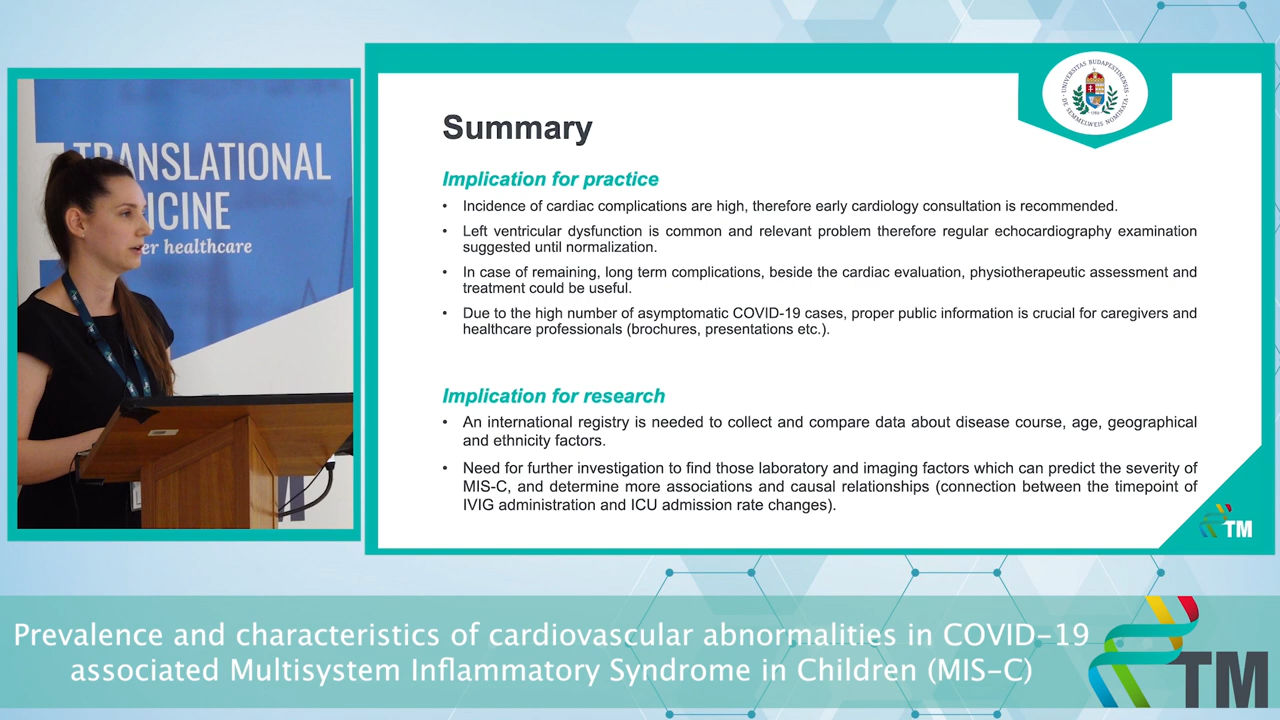 TRANSLATIONAL
ICINE
er healthcare
UNIVERSITAS BUDAPESTINENSIS
DE SEMMELWEIS NOMINATA
Summary
Implication for practice
• Incidence of cardiac complications are high, therefore early cardiology consultation is recommended.
• Left ventricular dysfunction is common and relevant problem therefore regular echocardiography examination
suggested until normalization.
• In case of remaining, long term complications, beside the cardiac evaluation, physiotherapeutic assessment and
treatment could be useful.
• Due to the high number of asymptomatic COVID-19 cases, proper public information is crucial for caregivers and
healthcare professionals (brochures, presentations etc.).
Implication for research
• An international registry is needed to collect and compare data about disease course, age, geographical
and ethnicity factors.
• Need for further investigation to find those laboratory and imaging factors which can predict the severity of
MIS-C, and determine more associations and causal relationships (connection between the timepoint of
IVIG administration and ICU admission rate changes).
TM
Prevalence and characteristics of cardiovascular abnormalities in COVID-19
associated Multisystem Inflammatory Syndrome in Children (MIS-C)
TM